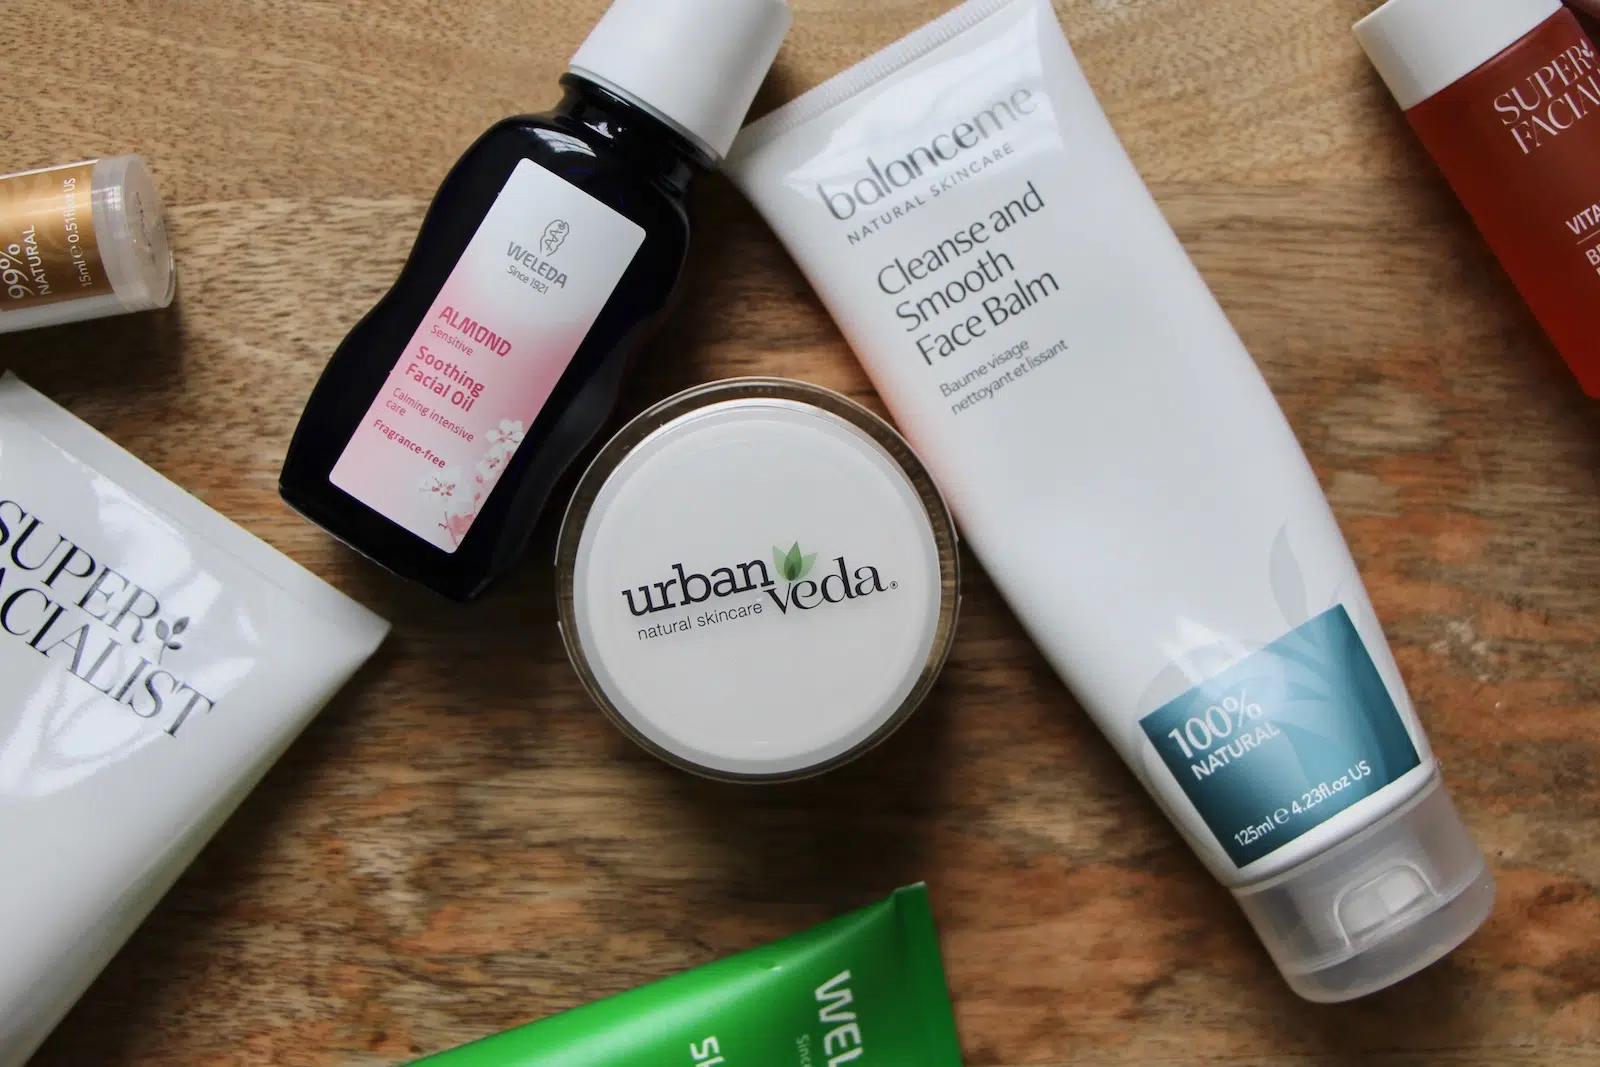 99%
NATURAL
15ml e 0.51fl.oz US
WELEDA
Since 1921
ALMOND
Sensitive
Soothing
Facial Oil
Calming intensive
care
Fragrance-free
balanceme
NATURAL SKINCARE
Cleanse and
Smooth
Face Balm
Baume visage
nettoyant et lissant
100%
NATURAL
125ml e 4.23fl.oz US
SUPER
FACIAL
VITA
SUPER
ACIALIST
urban veda®
natural skincare™
WEL
Since